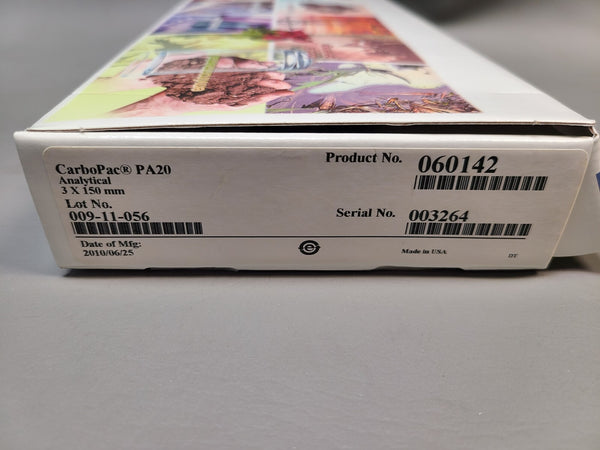 CarboPac® PA20
Analytical
3 X 150 mm
Lot No.
009-11-056
Date of Mfg:
2010/06/25
Product No. 060142
Serial No. 003264
Made in USA
DT